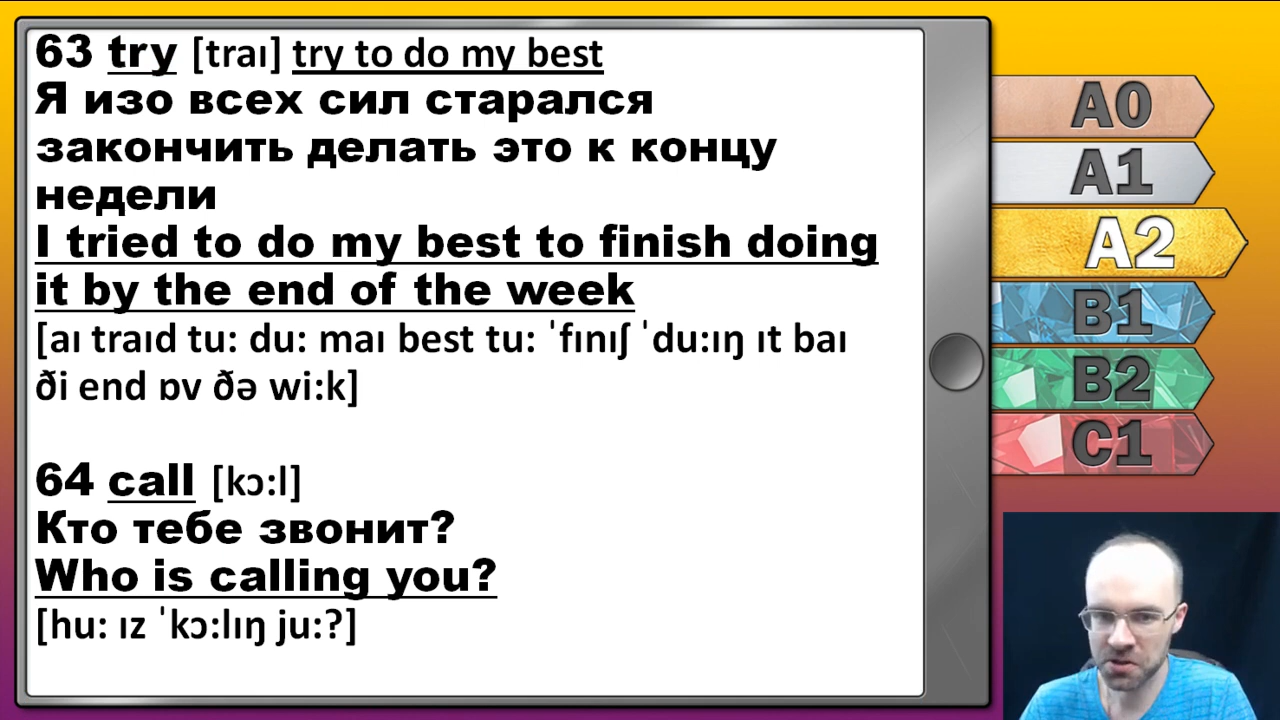 63 try [traɪ] try to do my best
Я изо всех сил старался
закончить делать это к концу
недели
I tried to do my best to finish doing
it by the end of the week
[aɪ traɪd tu: du: maɪ best tu: ˈfɪnɪʃ ˈdu:ɪŋ ɪt baɪ
ði end ɒv ðə wi:k]
64 call [kɔ:l]
Кто тебе звонит?
Who is calling you?
[hu: ɪz ˈkɔ:lɪŋ ju:?]
A0
A1
A2
B1
B2
C1